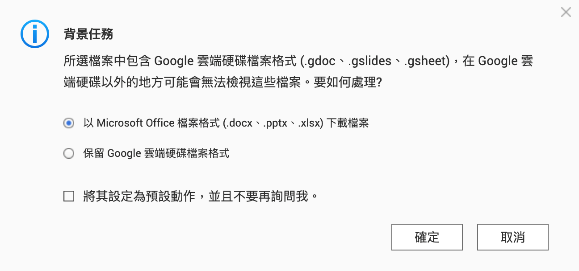 背景任務
所選檔案中包含 Google 雲端硬碟檔案格式 (.gdoc、.gslides、.gsheet)，在 Google 雲
端硬碟以外的地方可能會無法檢視這些檔案。要如何處理?
以 Microsoft Office 檔案格式 (.docx、.pptx、.xlsx) 下載檔案
保留 Google 雲端硬碟檔案格式
將其設定為預設動作，並且不要再詢問我。
確定
取消